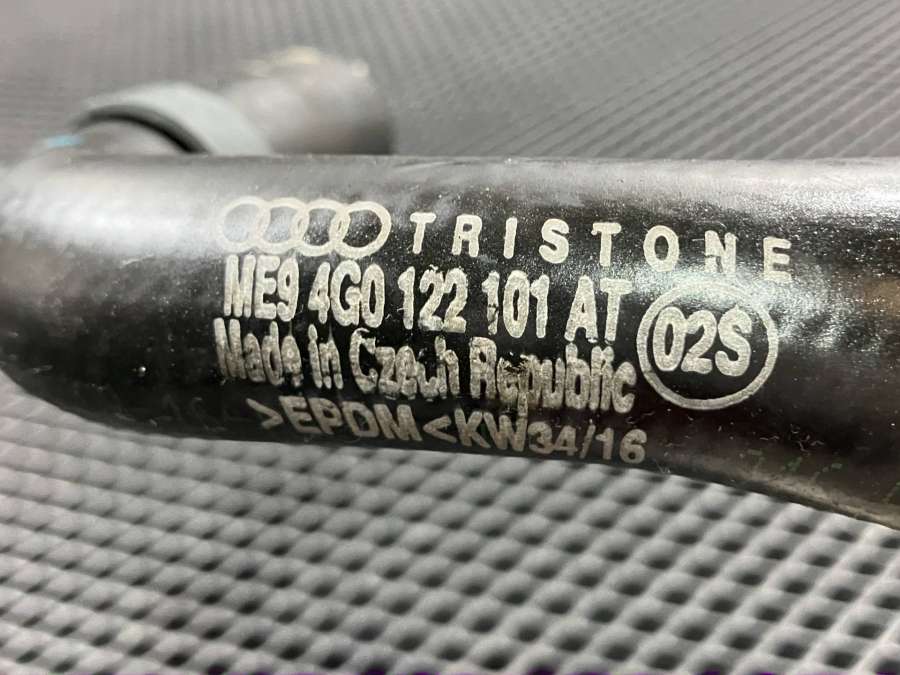 TRISTONE
ME9 4G0 122 101 AT
02S
Made in Czech Republic
>EPDM<KW34/16